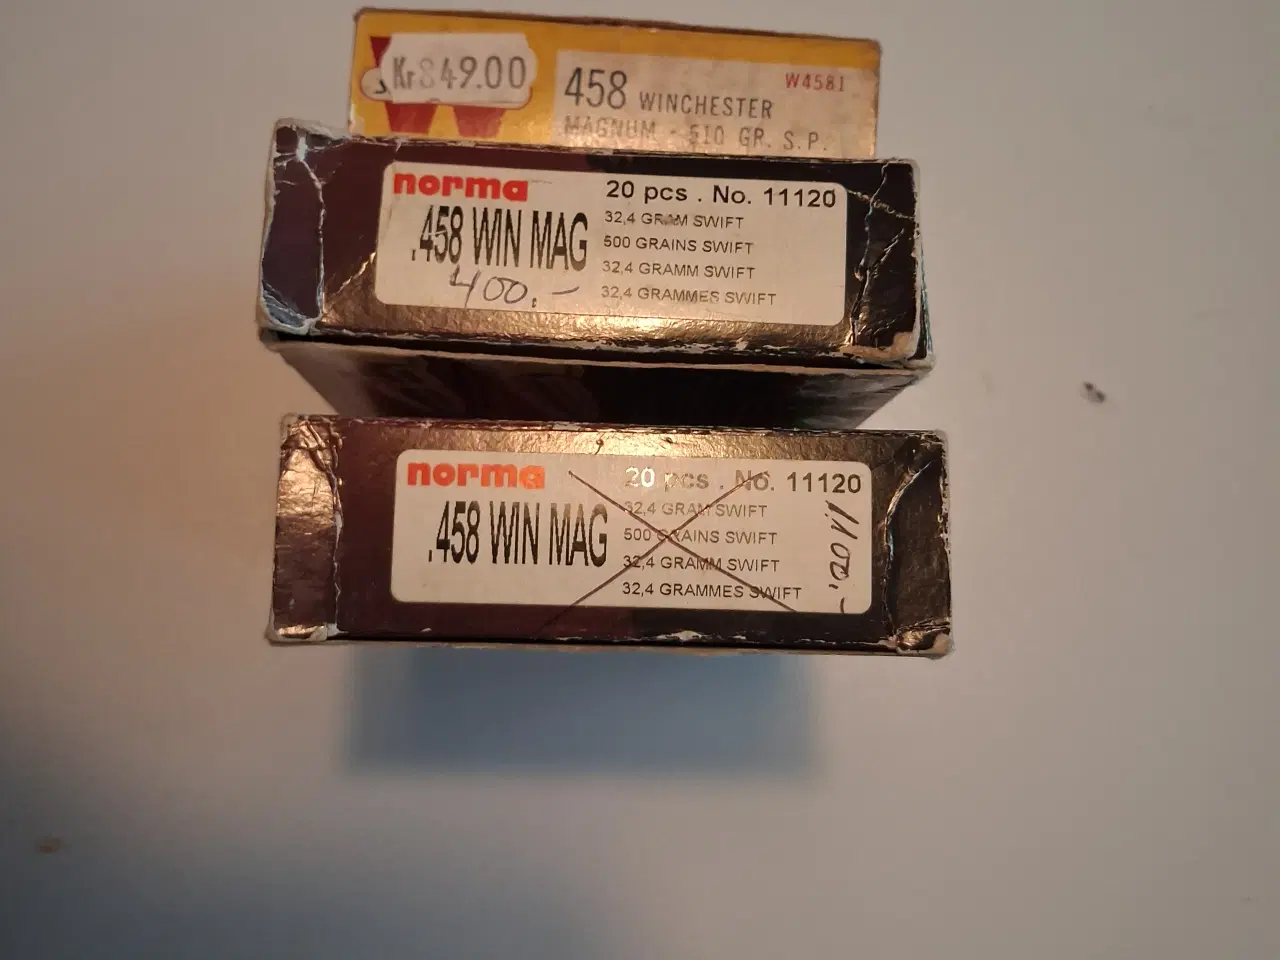 Kr849.00
458 WINCHESTER
W4581
MAGNUM - 510 GR. S.P.
norma
.458 WIN MAG
400.-
20 pcs . No. 11120
32,4 GRAM SWIFT
500 GRAINS SWIFT
32,4 GRAMM SWIFT
32,4 GRAMMES SWIFT
norma
.458 WIN MAG
20 pcs . No. 11120
32,4 GRAM SWIFT
500 GRAINS SWIFT
32,4 GRAMM SWIFT
32,4 GRAMMES SWIFT
1100.-